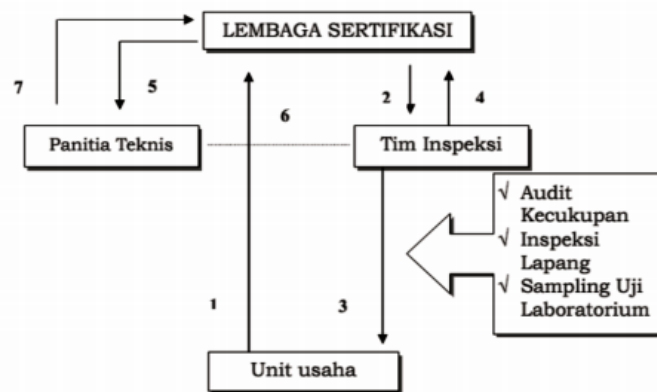 LEMBAGA SERTIFIKASI
7
5
2
4
6
Panitia Teknis
Tim Inspeksi
√ Audit
Kecukupan
√ Inspeksi
Lapang
√ Sampling Uji
Laboratorium
1
3
Unit usaha